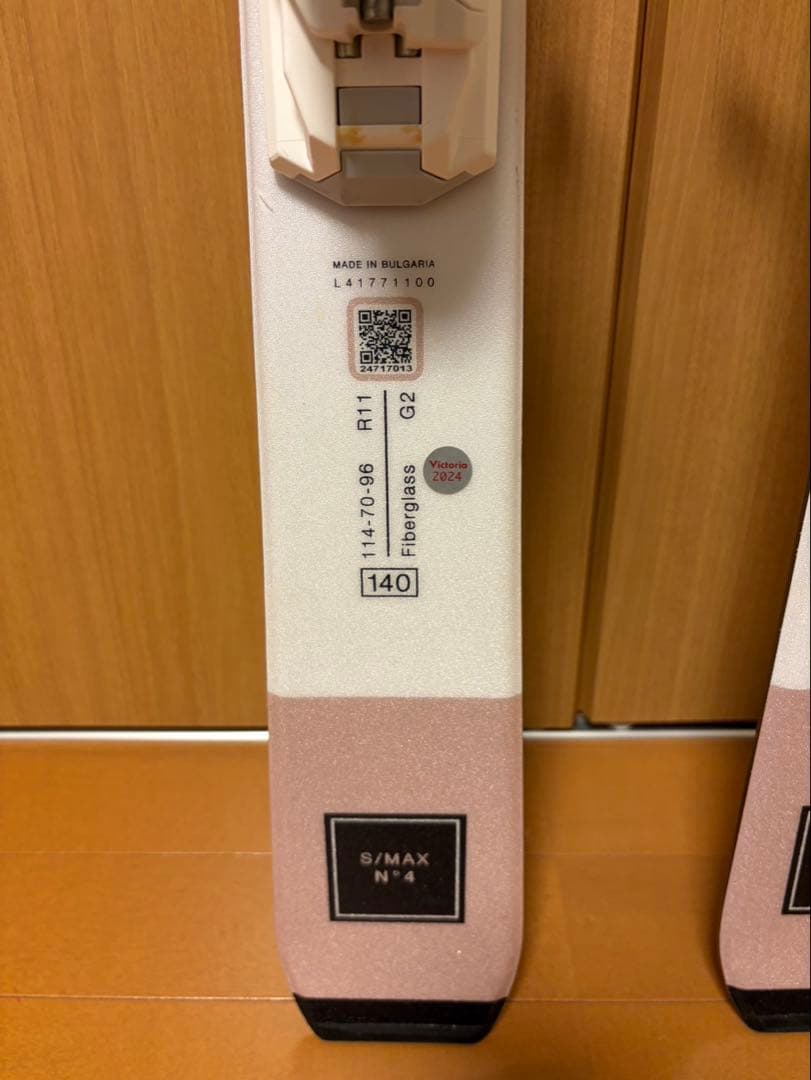 MADE IN BULGARIA
L41771100
24717013
114-70-96 R11
Fiberglass G2
Victoria
2024
140
S/MAX
N°4